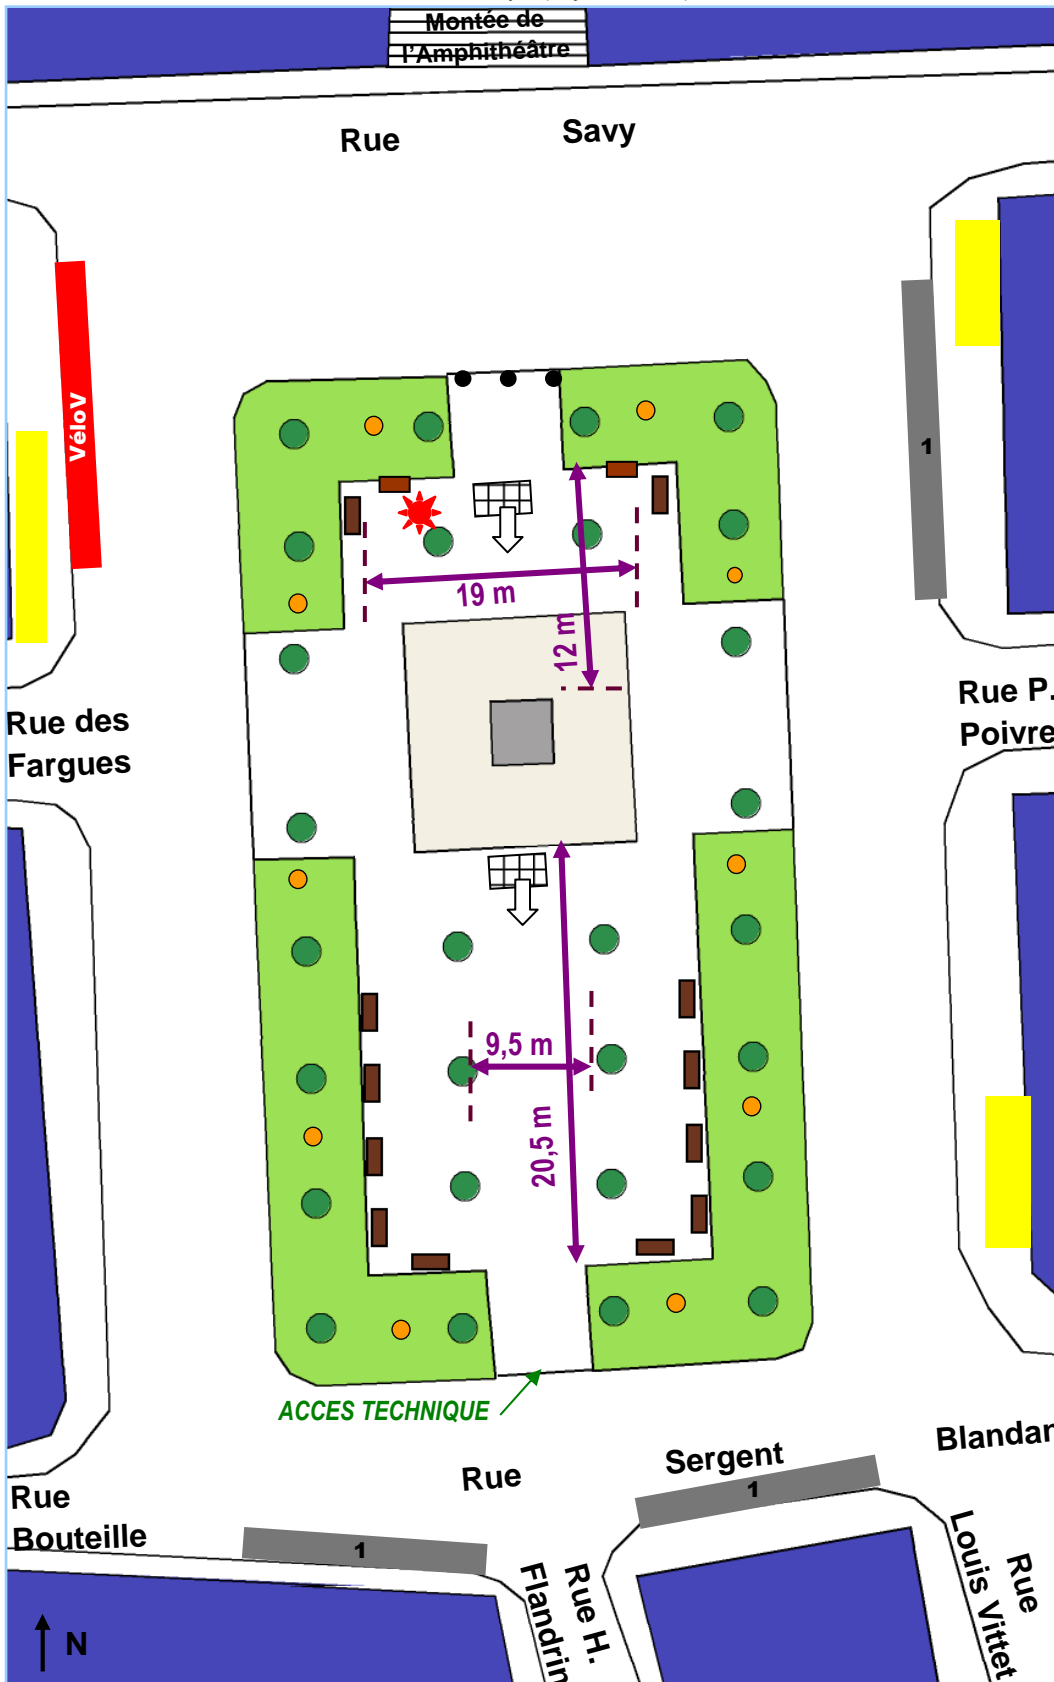 Montée de
l'Amphithéâtre
Rue Savy
VéloV
1
19 m
12 m
Rue des
Fargues
Rue P.
Poivre
9,5 m
20,5 m
ACCES TECHNIQUE
Rue Sergent Blandan
Rue
Bouteille
1
1
Rue H.
Flandrin
Rue
Louis Vittet
N